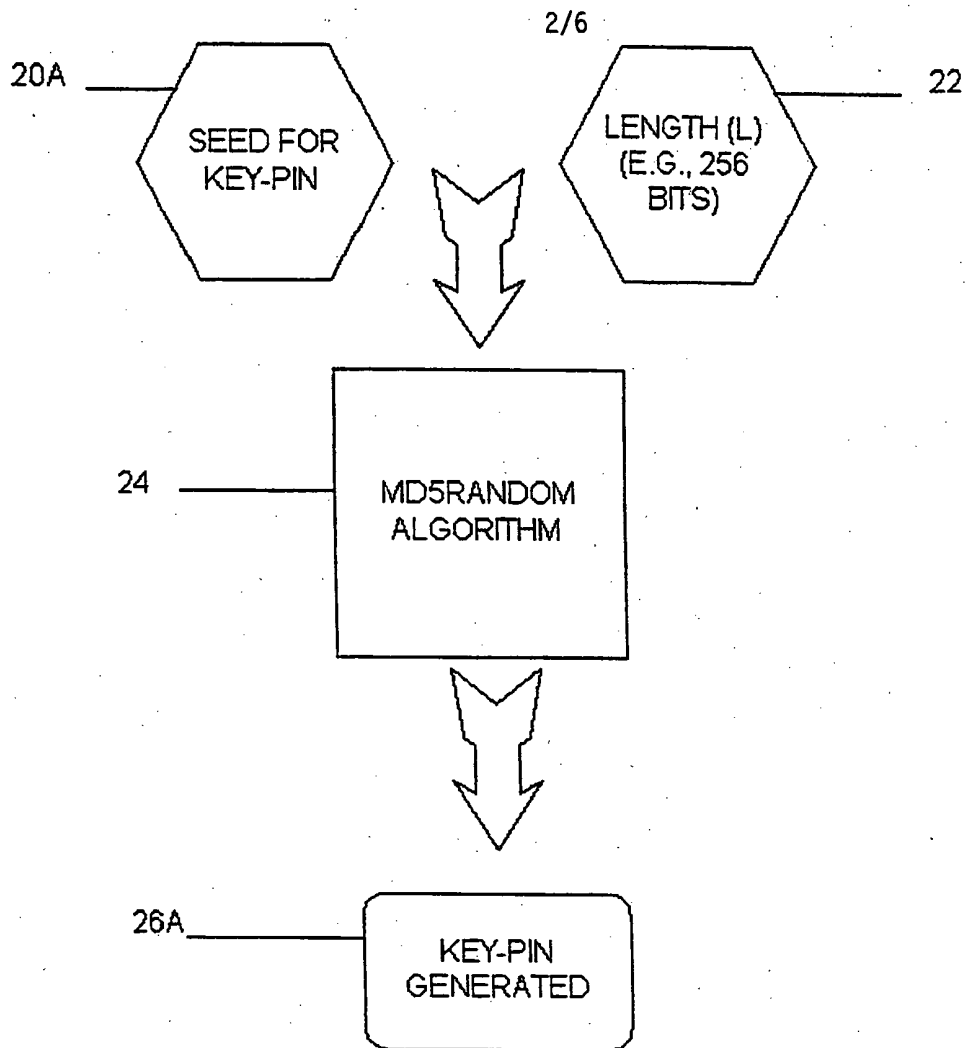 2/6
20A
SEED FOR
KEY-PIN
LENGTH (L)
(E.G., 256
BITS)
22
24
MD5RANDOM
ALGORITHM
26A
KEY-PIN
GENERATED